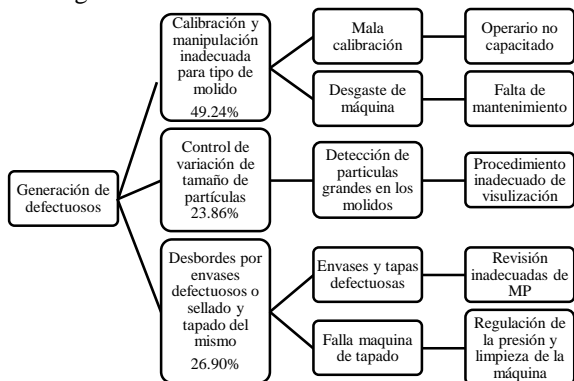 Generación de
defectuosos
Calibración y
manipulación
inadecuada
para tipo de
molido
49.24%
Mala
calibración
Operario no
capacitado
Desgaste de
máquina
Falta de
mantenimiento
Control de
variación de
tamaño de
partículas
23.86%
Detección de
particulas
grandes en los
molidos
Procedimiento
inadecuado de
visulización
Desbordes por
envases
defectuosos o
sellado y
tapado del
mismo
26.90%
Envases y tapas
defectuosas
Revisión
inadecuadas de
MP
Falla maquina
de tapado
Regulación de
la presión y
limpieza de la
máquina